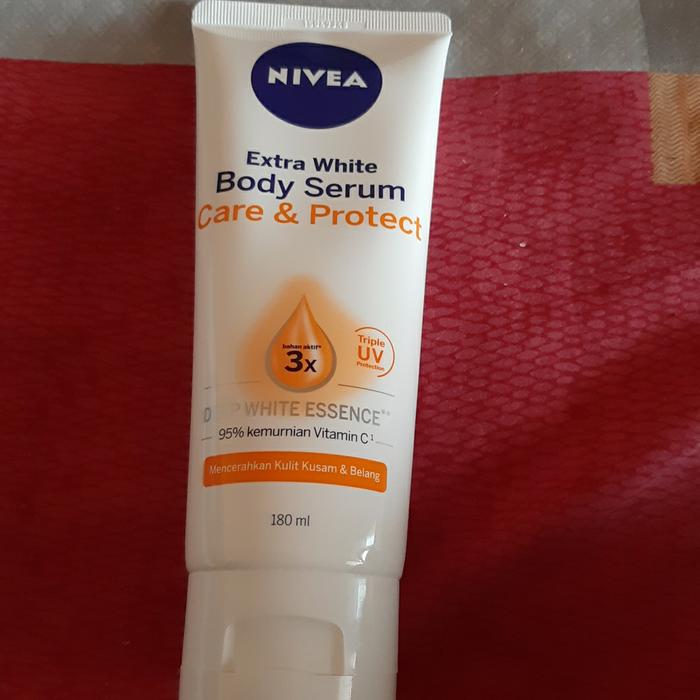 NIVEA
Extra White
Body Serum
Care & Protect
bahan aktif*
3x
Triple
UV
Protection
WHITE ESSENCE**
95% kemurnian Vitamin C¹
Mencerahkan Kulit Kusam & Belang
180 ml